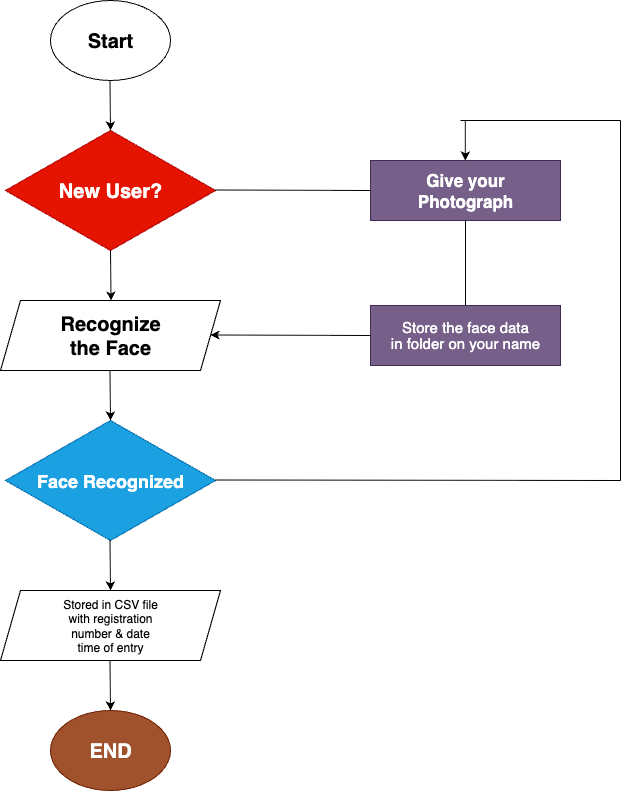 Start
New User?
Give your
Photograph
Recognize
the Face
Store the face data
in folder on your name
Face Recognized
Stored in CSV file
with registration
number & date
time of entry
END